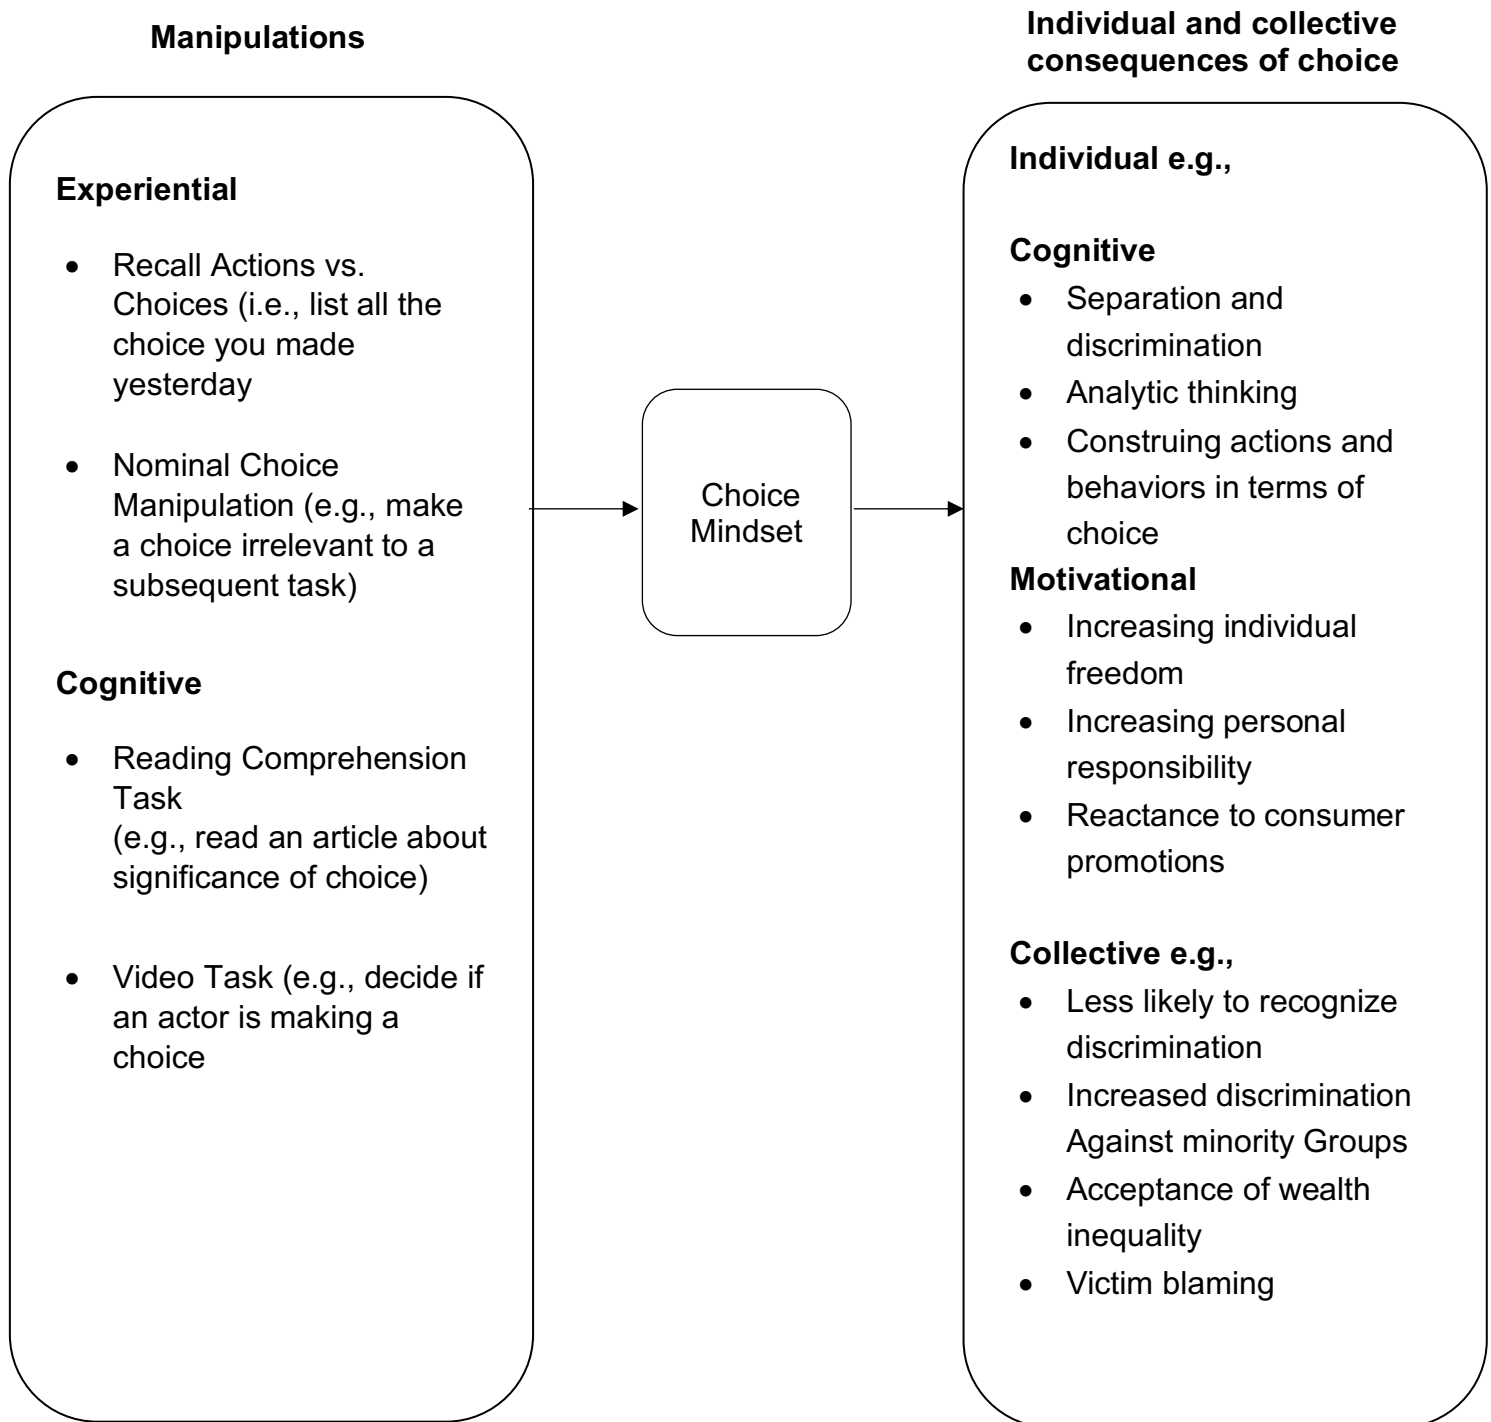 Manipulations
Experiential
• Recall Actions vs.
Choices (i.e., list all the
choice you made
yesterday
• Nominal Choice
Manipulation (e.g., make
a choice irrelevant to a
subsequent task)
Cognitive
• Reading Comprehension
Task
(e.g., read an article about
significance of choice)
• Video Task (e.g., decide if
an actor is making a
choice
Choice
Mindset
Individual and collective
consequences of choice
Individual e.g.,
Cognitive
• Separation and
discrimination
• Analytic thinking
• Construing actions and
behaviors in terms of
choice
Motivational
• Increasing individual
freedom
• Increasing personal
responsibility
• Reactance to consumer
promotions
Collective e.g.,
• Less likely to recognize
discrimination
• Increased discrimination
Against minority Groups
• Acceptance of wealth
inequality
• Victim blaming